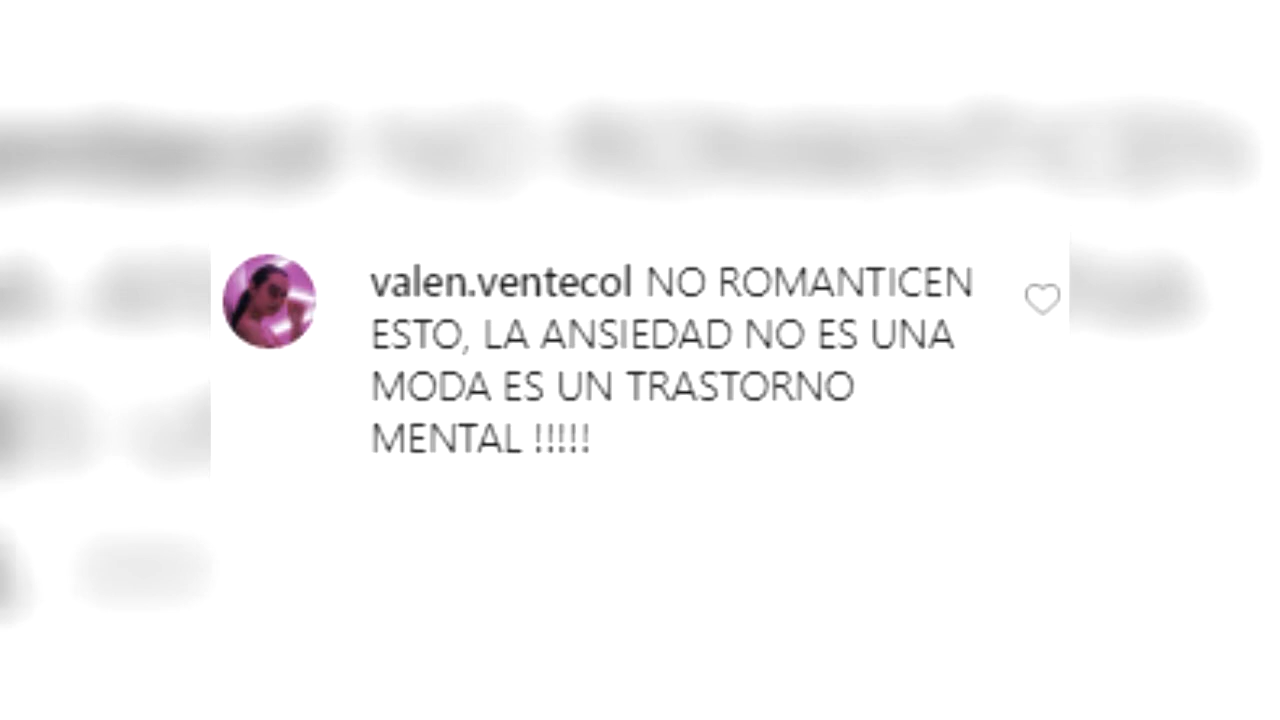 valen.ventecol NO ROMANTICEN
ESTO, LA ANSIEDAD NO ES UNA
MODA ES UN TRASTORNO
MENTAL !!!!!